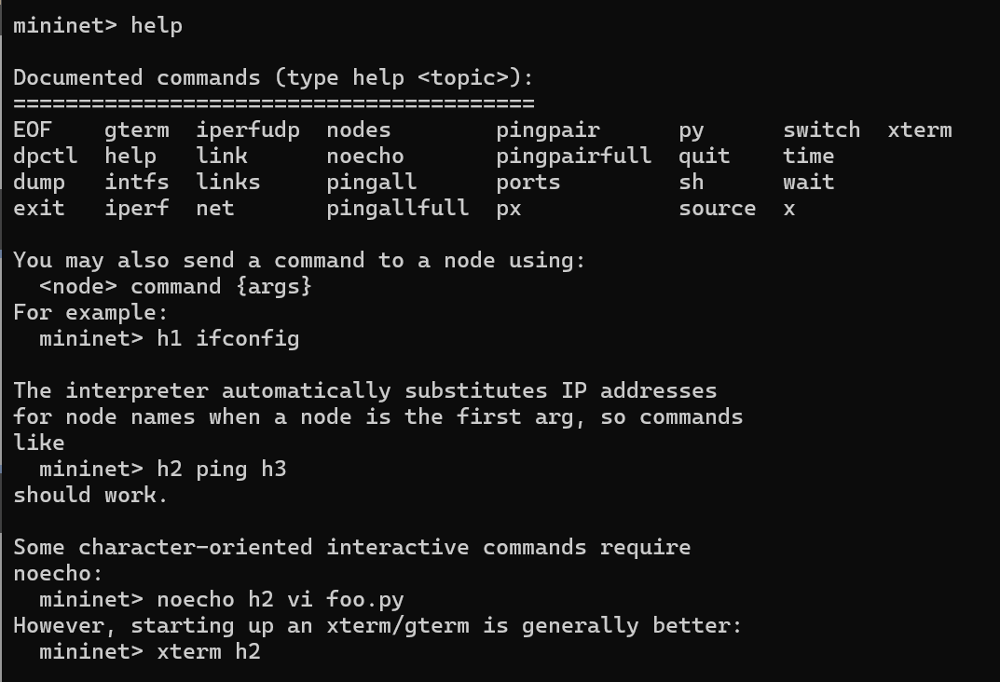 mininet> help
Documented commands (type help <topic>):
========================================
EOF    gterm  iperfudp  nodes        pingpair      py      switch  xterm
dpctl  help   link      noecho       pingpairfull  quit    time
dump   intfs  links     pingall      ports         sh      wait
exit   iperf  net       pingallfull  px            source  x
You may also send a command to a node using:
  <node> command {args}
For example:
  mininet> h1 ifconfig
The interpreter automatically substitutes IP addresses
for node names when a node is the first arg, so commands
like
  mininet> h2 ping h3
should work.
Some character-oriented interactive commands require
noecho:
  mininet> noecho h2 vi foo.py
However, starting up an xterm/gterm is generally better:
  mininet> xterm h2